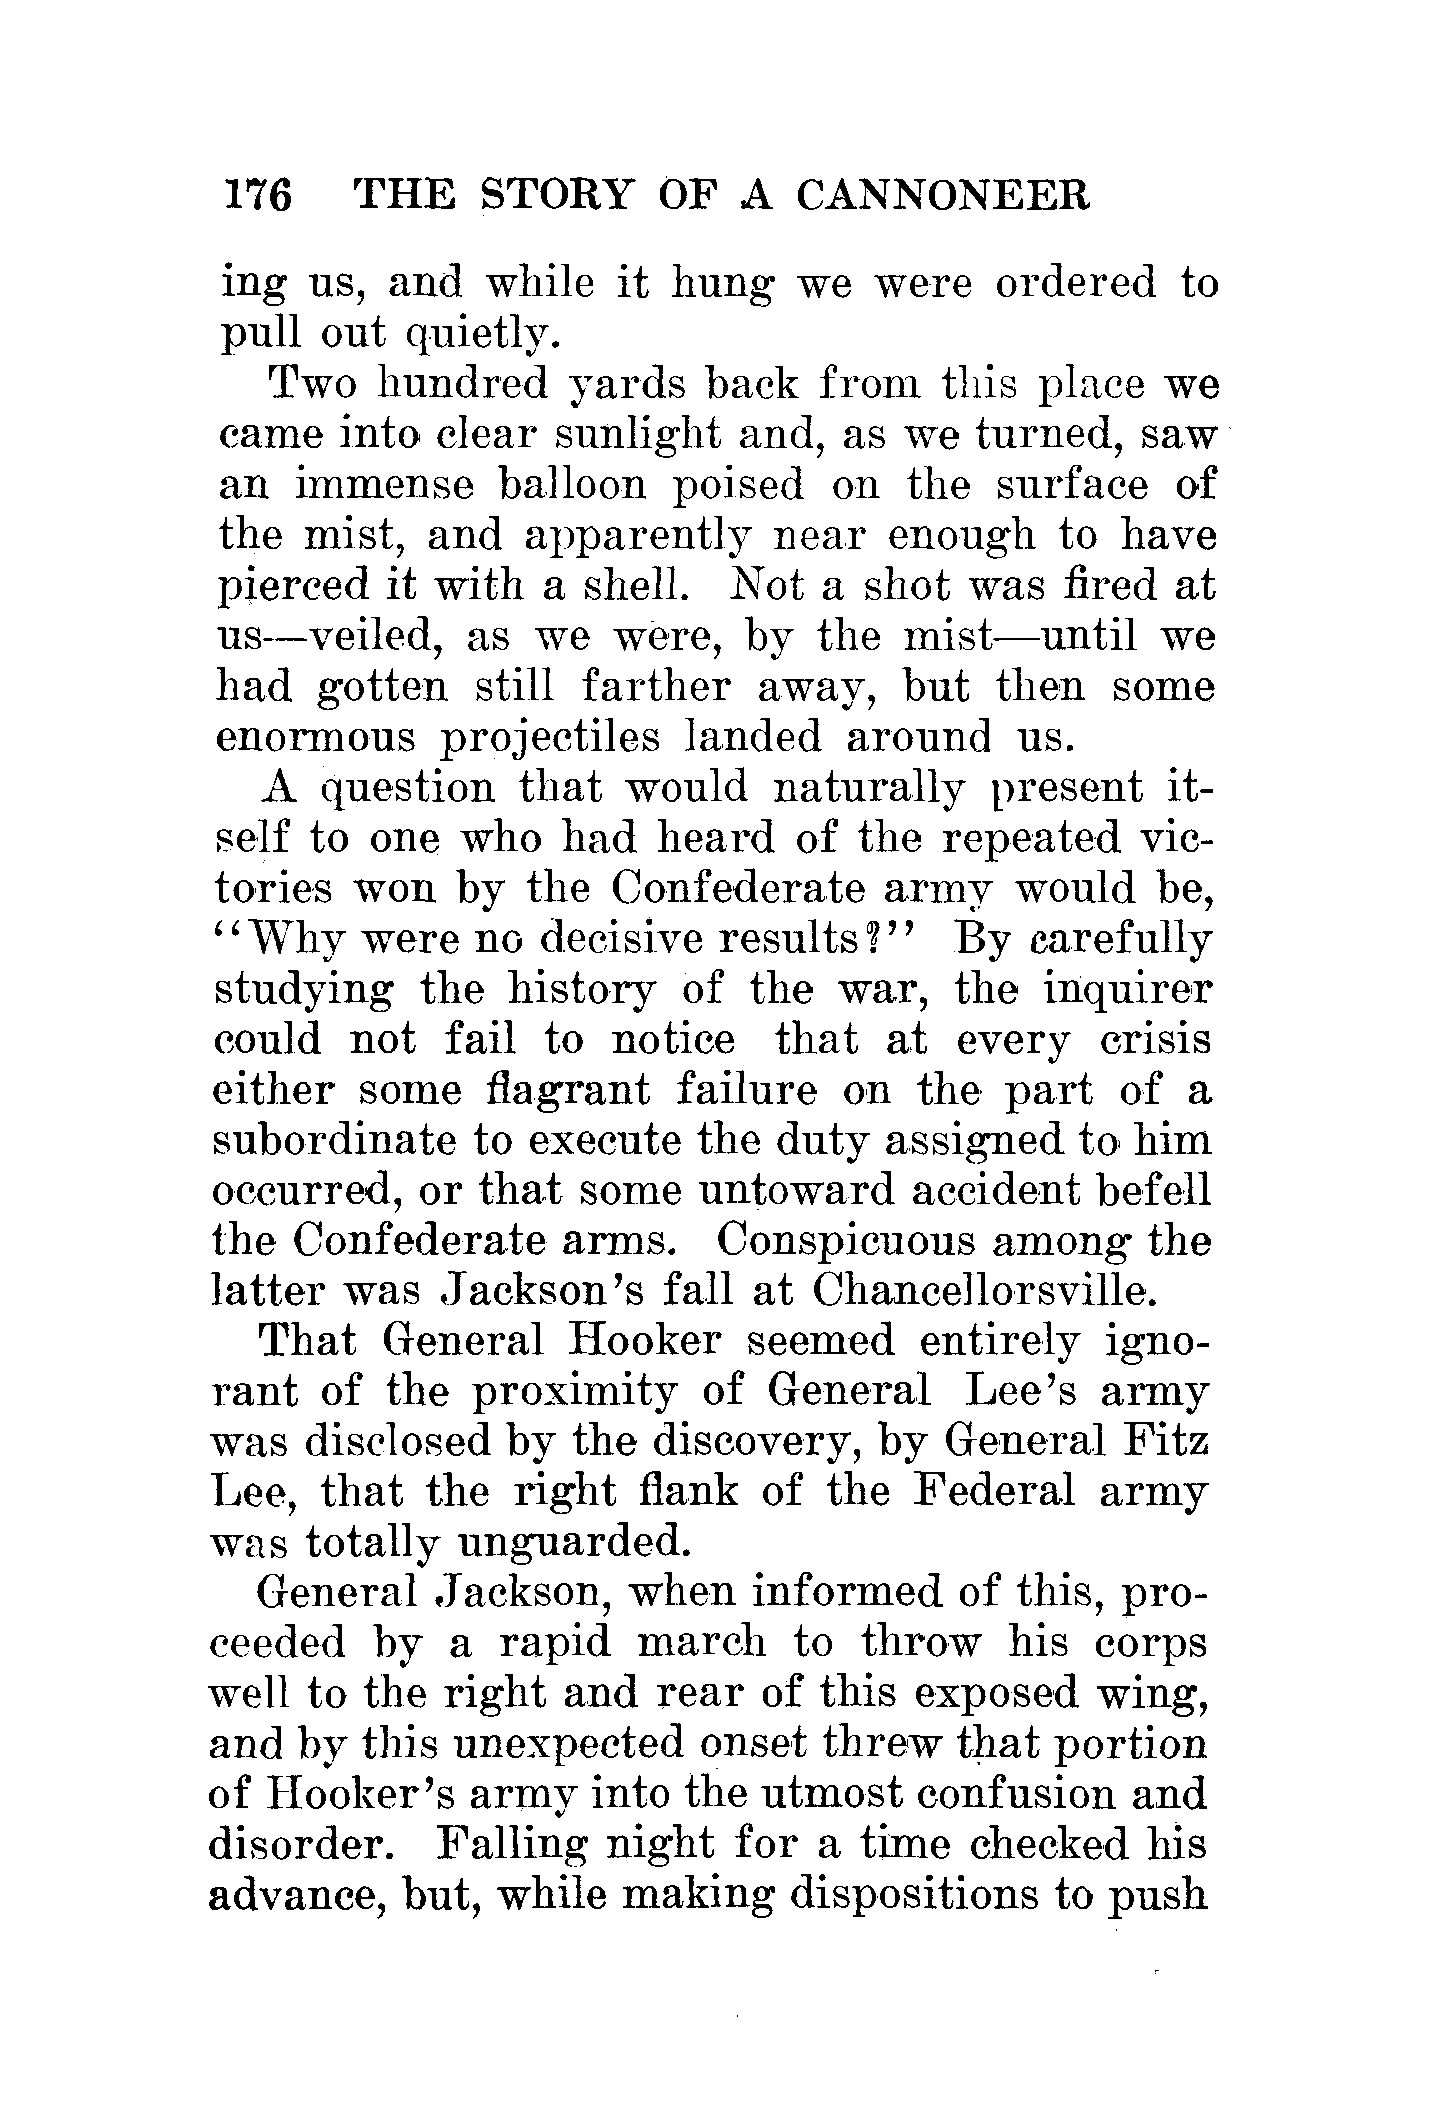 176 THE STORY OF A CANNONEER
ing us, and while it hung we were ordered to
pull out quietly.
Two hundred yards back from this place we
came into clear sunlight and, as we turned, saw
an immense balloon poised on the surface of
the mist, and apparently near enough to have
pierced it with a shell. Not a shot was fired at
us—veiled, as we were, by the mist—until we
had gotten still farther away, but then some
enormous projectiles landed around us.
A question that would naturally present it-
self to one who had heard of the repeated vic-
tories won by the Confederate army would be,
"Why were no decisive results?" By carefully
studying the history of the war, the inquirer
could not fail to notice that at every crisis
either some flagrant failure on the part of a
subordinate to execute the duty assigned to him
occurred, or that some untoward accident befell
the Confederate arms. Conspicuous among the
latter was Jackson's fall at Chancellorsville.
That General Hooker seemed entirely igno-
rant of the proximity of General Lee's army
was disclosed by the discovery, by General Fitz
Lee, that the right flank of the Federal army
was totally unguarded.
General Jackson, when informed of this, pro-
ceeded by a rapid march to throw his corps
well to the right and rear of this exposed wing,
and by this unexpected onset threw that portion
of Hooker's army into the utmost confusion and
disorder. Falling night for a time checked his
advance, but, while making dispositions to push